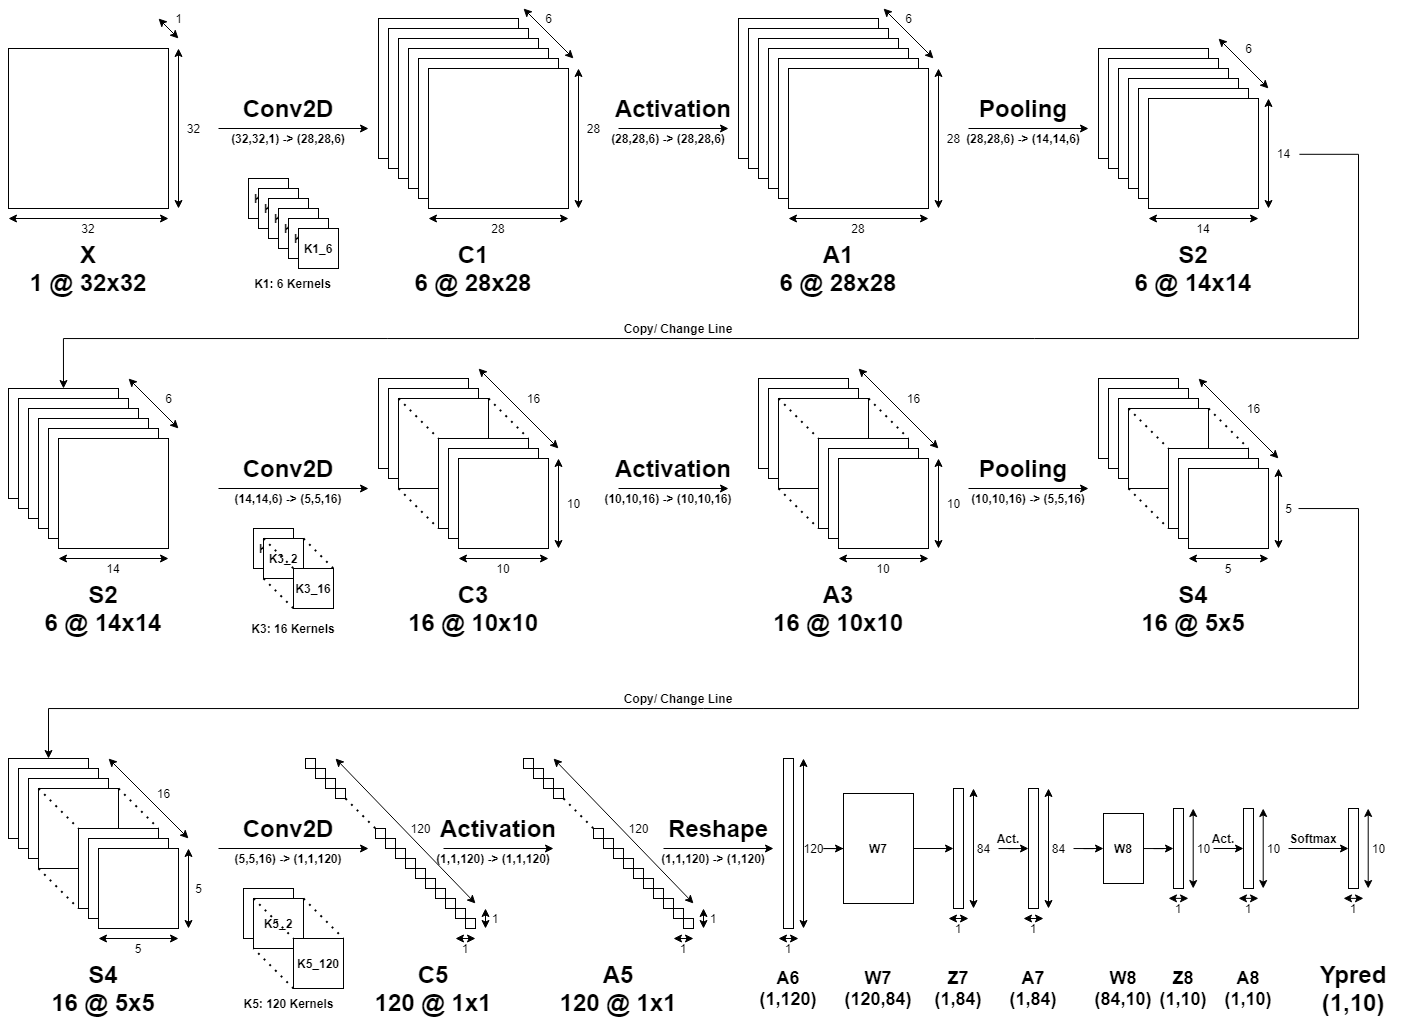 1
32
32
X
1 @ 32x32
Conv2D
(32,32,1) -> (28,28,6)
K
K
K
K
K
K1_6
K1: 6 Kernels
6
28
28
C1
6 @ 28x28
Activation
(28,28,6) -> (28,28,6)
6
28
28
A1
6 @ 28x28
Pooling
(28,28,6) -> (14,14,6)
6
14
14
S2
6 @ 14x14
Copy/ Change Line
6
14
S2
6 @ 14x14
Conv2D
(14,14,6) -> (5,5,16)
K
K3_2
K3_16
K3: 16 Kernels
16
10
10
C3
16 @ 10x10
Activation
(10,10,16) -> (10,10,16)
16
10
10
A3
16 @ 10x10
Pooling
(10,10,16) -> (5,5,16)
16
5
5
S4
16 @ 5x5
Copy/ Change Line
16
5
5
S4
16 @ 5x5
Conv2D
(5,5,16) -> (1,1,120)
K5_2
K5_120
K5: 120 Kernels
120
1
1
C5
120 @ 1x1
Activation
(1,1,120) -> (1,1,120)
120
1
1
A5
120 @ 1x1
Reshape
(1,1,120) -> (1,120)
120
1
A6
(1,120)
W7
W7
(120,84)
84
1
Z7
(1,84)
Act.
84
1
A7
(1,84)
W8
W8
(84,10)
10
1
Z8
(1,10)
Act.
10
1
A8
(1,10)
Softmax
10
1
Ypred
(1,10)